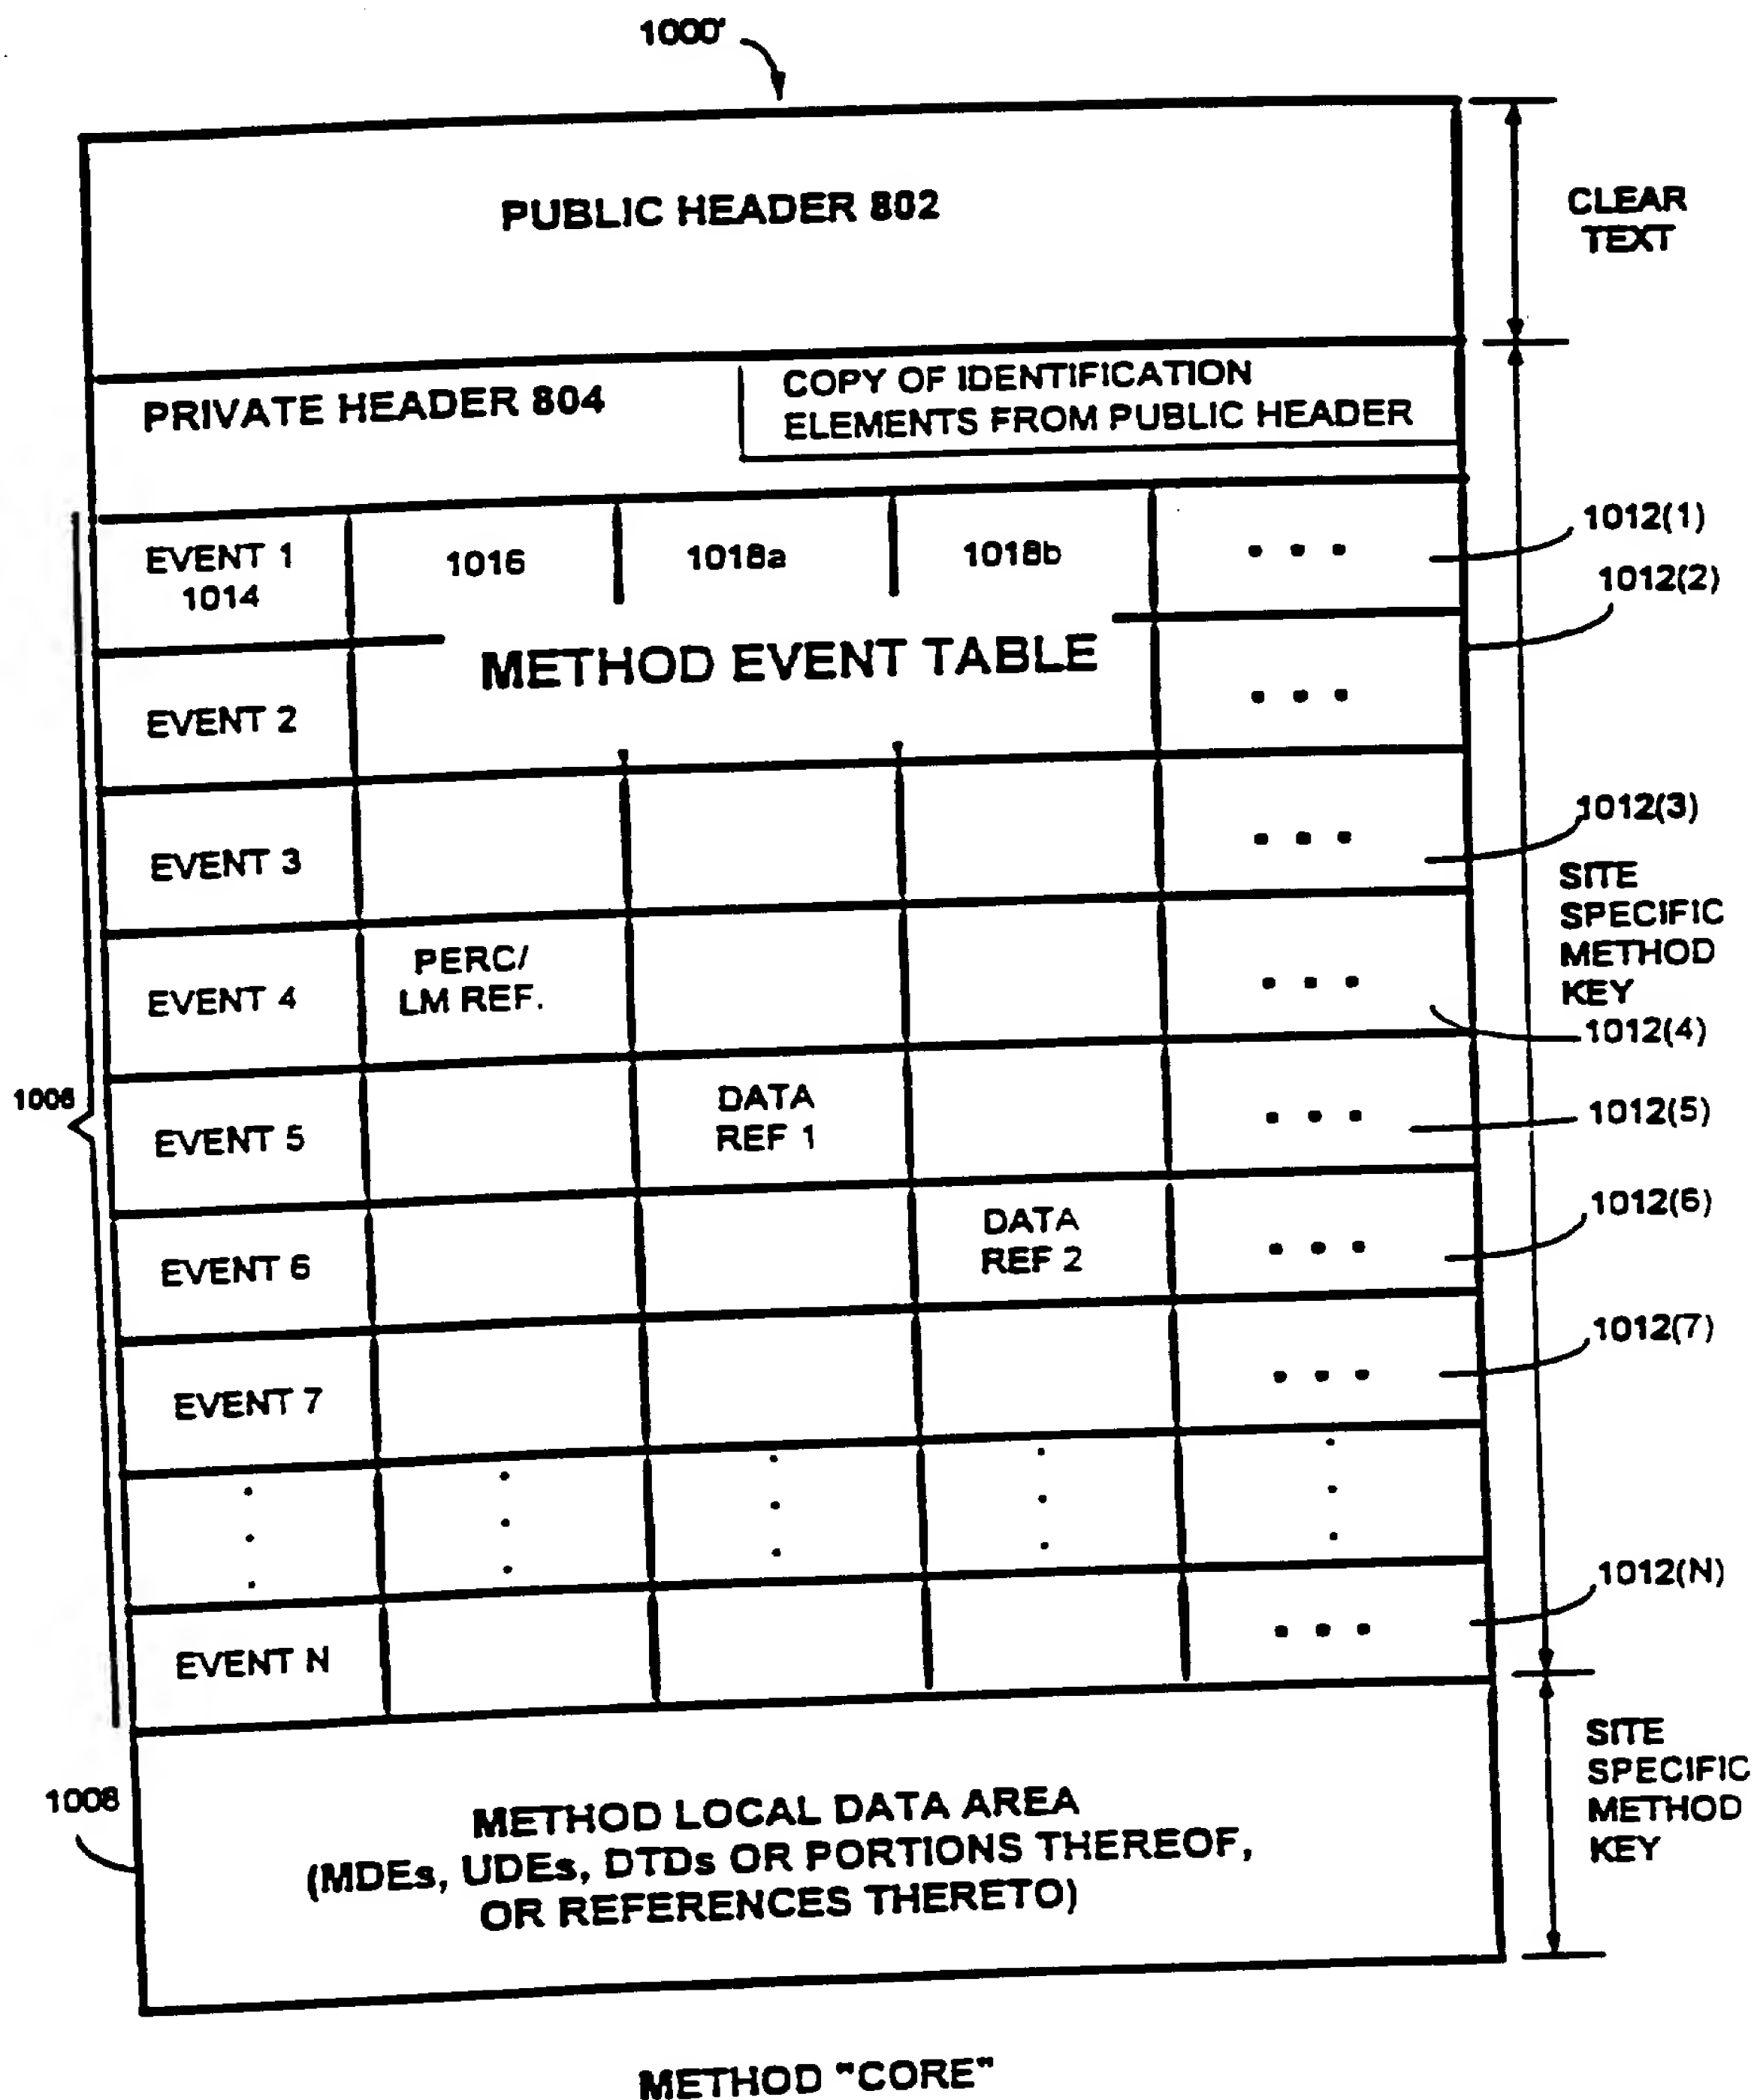 1000'
PUBLIC HEADER 802
CLEAR
TEXT
PRIVATE HEADER 804
COPY OF IDENTIFICATION
ELEMENTS FROM PUBLIC HEADER
EVENT 1
1014
1016
1018a
1018b
1012(1)
1012(2)
METHOD EVENT TABLE
EVENT 2
EVENT 3
1012(3)
SITE
SPECIFIC
METHOD
KEY
EVENT 4
PERC/
LM REF.
1012(4)
1006
EVENT 5
DATA
REF 1
1012(5)
EVENT 6
DATA
REF 2
1012(6)
EVENT 7
1012(7)
EVENT N
1012(N)
1008
METHOD LOCAL DATA AREA
(MDEs, UDEs, DTDs OR PORTIONS THEREOF,
OR REFERENCES THERETO)
SITE
SPECIFIC
METHOD
KEY
METHOD "CORE"